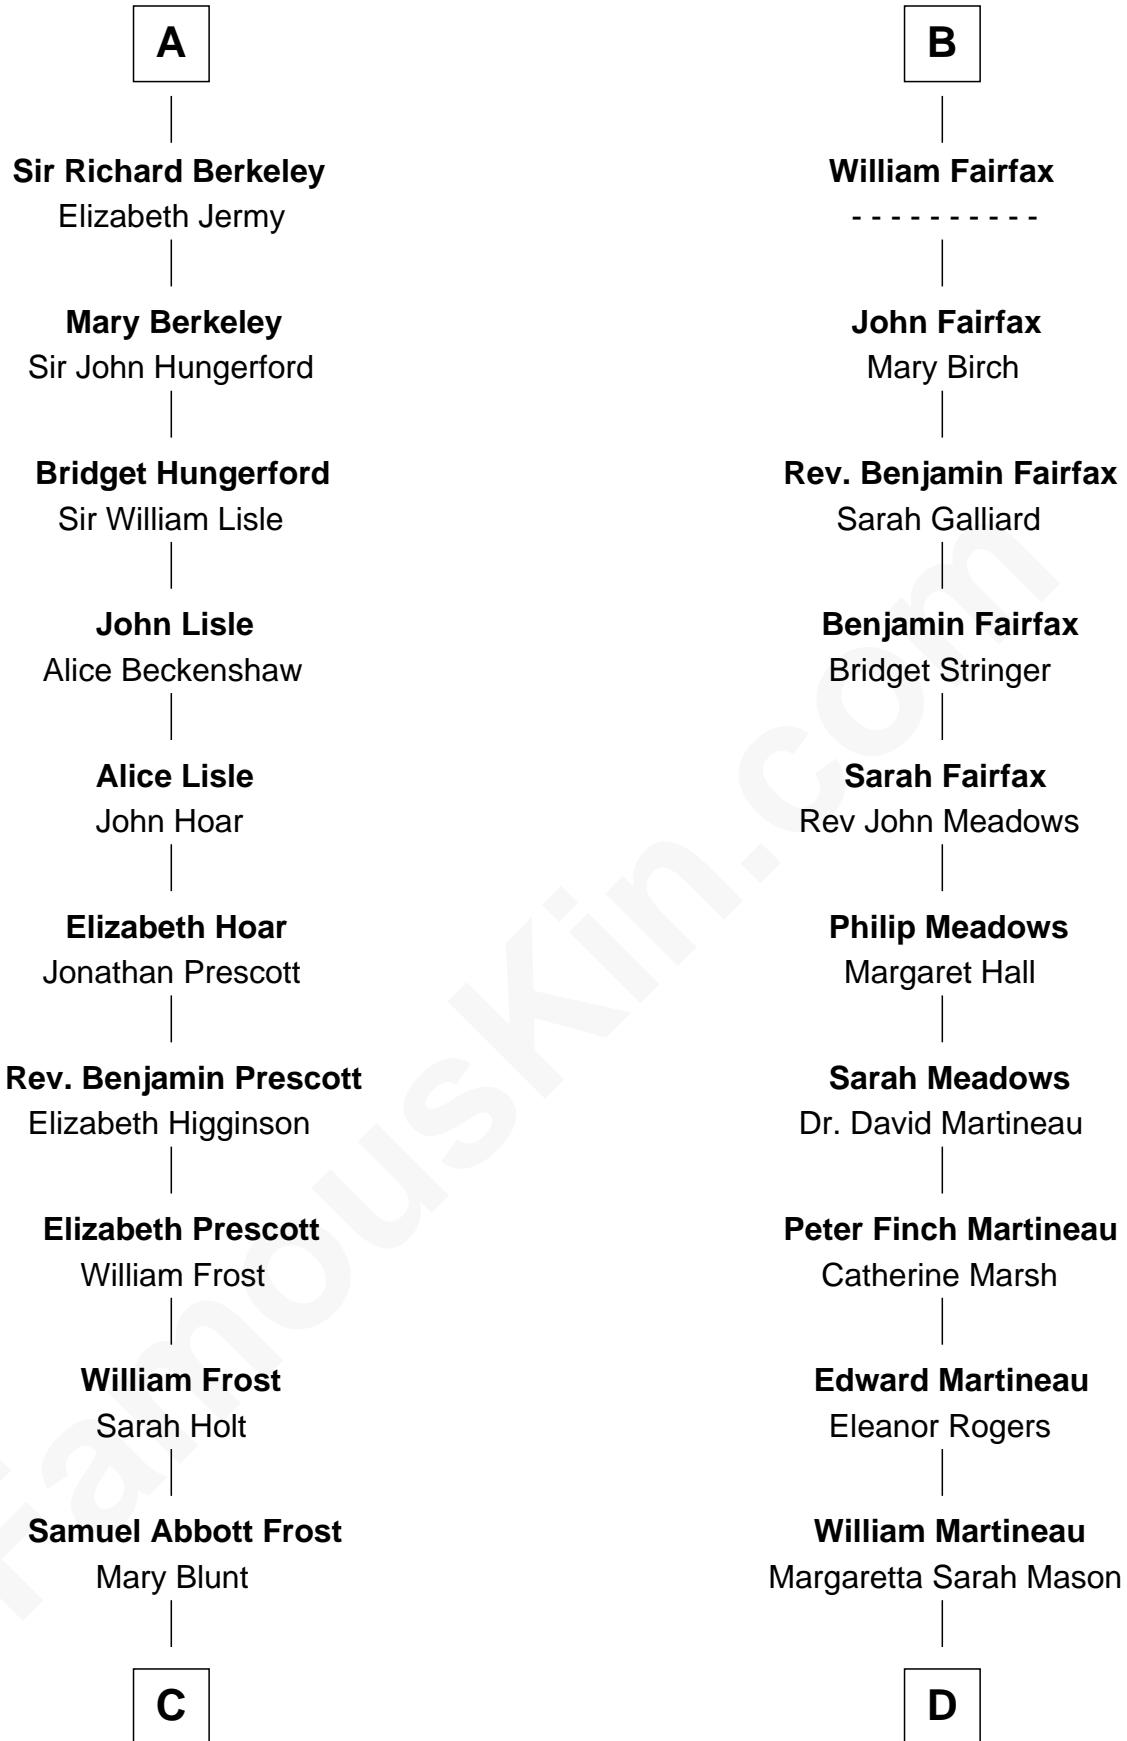 A
Sir Richard Berkeley
Elizabeth Jermy
Mary Berkeley
Sir John Hungerford
Bridget Hungerford
Sir William Lisle
John Lisle
Alice Beckenshaw
Alice Lisle
John Hoar
Elizabeth Hoar
Jonathan Prescott
Rev. Benjamin Prescott
Elizabeth Higginson
Elizabeth Prescott
William Frost
William Frost
Sarah Holt
Samuel Abbott Frost
Mary Blunt
C
B
William Fairfax
- - - - - - - - - -
John Fairfax
Mary Birch
Rev. Benjamin Fairfax
Sarah Galliard
Benjamin Fairfax
Bridget Stringer
Sarah Fairfax
Rev John Meadows
Philip Meadows
Margaret Hall
Sarah Meadows
Dr. David Martineau
Peter Finch Martineau
Catherine Marsh
Edward Martineau
Eleanor Rogers
William Martineau
Margaretta Sarah Mason
D
FamousKin.com